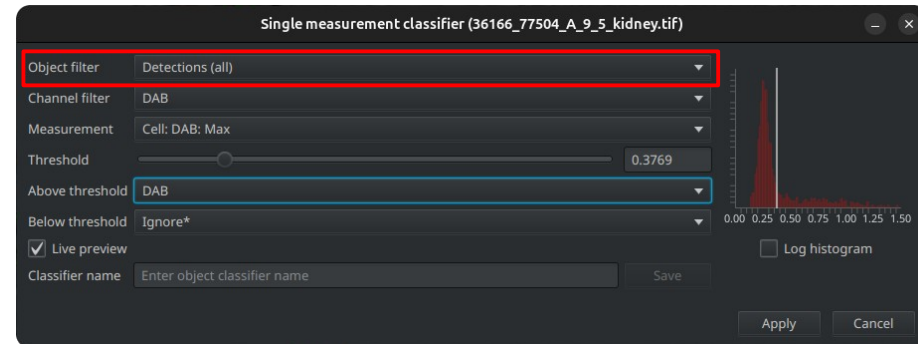 Single measurement classifier (36166_77504_A_9_5_kidney.tif)
Object filter Detections (all)
Channel filter DAB
Measurement Cell: DAB: Max
Threshold 0.3769
Above threshold DAB
Below threshold Ignore*
Live preview
Classifier name Enter object classifier name Save
0.00 0.25 0.50 0.75 1.00 1.25 1.50
Log histogram
Apply Cancel